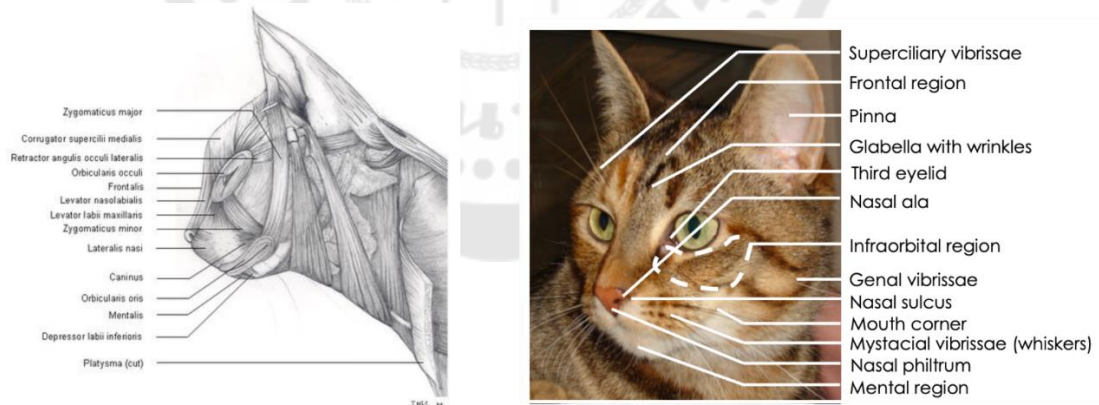 Zygomaticus major
Corrugator supercilii medialis
Retractor angulis occuli lateralis
Orbicularis occuli
Frontalis
Levator nasolabialis
Levator labii maxillaris
Zygomaticus minor
Lateralis nasi
Caninus
Orbicularis oris
Mentalis
Depressor labii inferioris
Platysma (cut)
Superciliary vibrissae
Frontal region
Pinna
Glabella with wrinkles
Third eyelid
Nasal ala
Infraorbital region
Genal vibrissae
Nasal sulcus
Mouth corner
Mystacial vibrissae (whiskers)
Nasal philtrum
Mental region